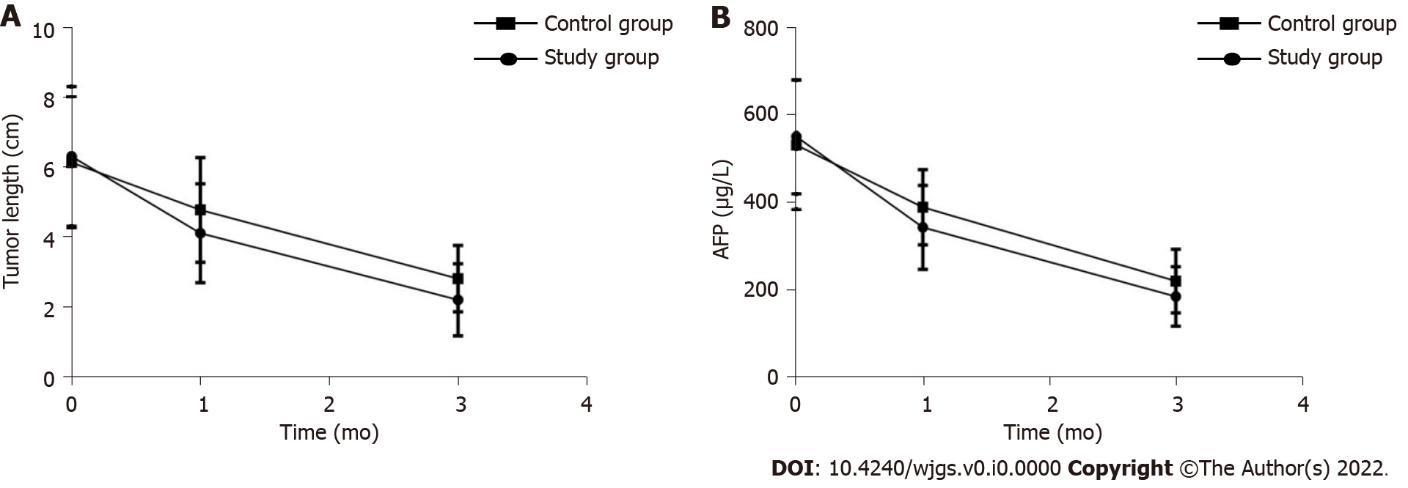 A
Control group
Study group
10
8
6
4
2
0
Tumor length (cm)
0 1 2 3 4
Time (mo)
B
Control group
Study group
800
600
400
200
0
AFP (µg/L)
0 1 2 3 4
Time (mo)
DOI: 10.4240/wjgs.v0.i0.0000 Copyright ©The Author(s) 2022.